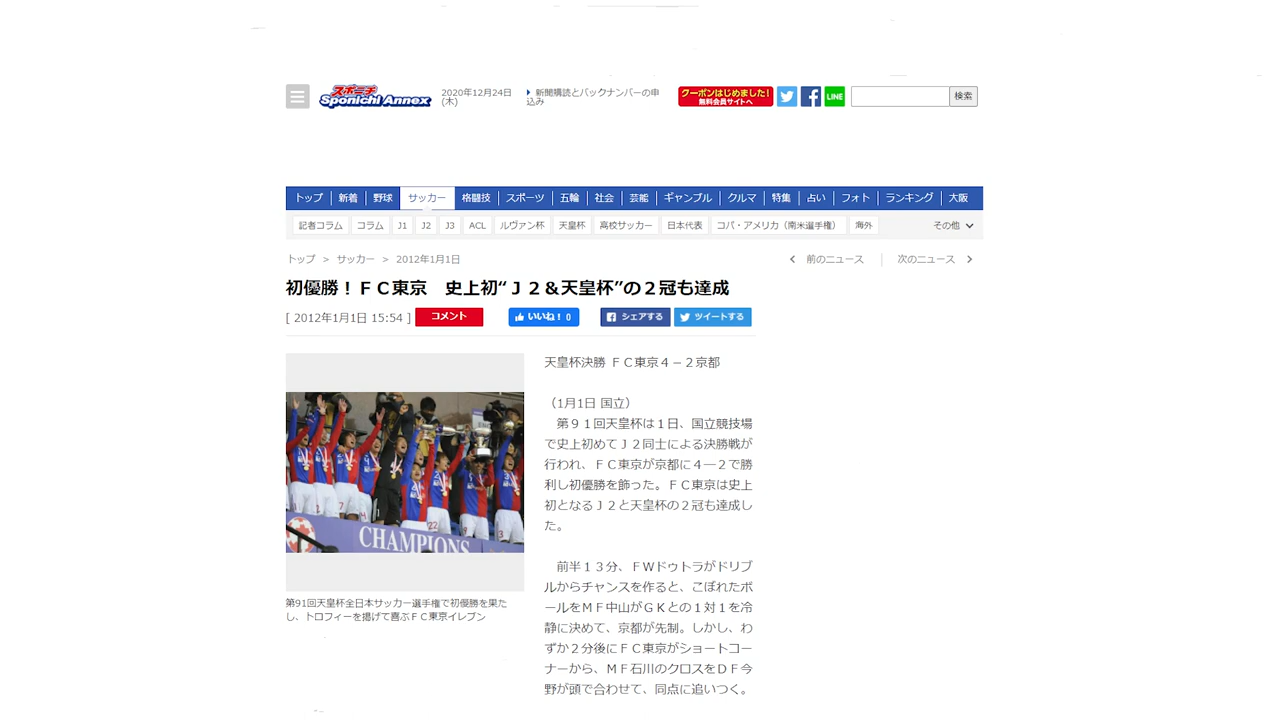 スポーチ
Sponichi Annex
2020年12月24日
(木)
新聞購読とバックナンバーの申
込み
クーポンはじめました!
無料会員サイトへ
LINE
検索
トップ 新着 野球 サッカー 格闘技 スポーツ 五輪 社会 芸能 ギャンブル クルマ 特集 占い フォト ランキング 大阪
記者コラム コラム J1 J2 J3 ACL ルヴァン杯 天皇杯 高校サッカー 日本代表 コパ・アメリカ（南米選手権） 海外 その他
トップ > サッカー > 2012年1月1日
前のニュース 次のニュース
初優勝！ＦＣ東京　史上初“Ｊ２＆天皇杯”の２冠も達成
[ 2012年1月1日 15:54 ] コメント いいね！ 0 シェアする ツイートする
CHAMPIONS
第91回天皇杯全日本サッカー選手権で初優勝を果た
し、トロフィーを掲げて喜ぶＦＣ東京イレブン
天皇杯決勝 ＦＣ東京４－２京都
（1月1日 国立）
　第９１回天皇杯は１日、国立競技場
で史上初めてＪ２同士による決勝戦が
行われ、ＦＣ東京が京都に４―２で勝
利し初優勝を飾った。ＦＣ東京は史上
初となるＪ２と天皇杯の２冠も達成し
た。
　前半１３分、ＦＷドゥトラがドリブ
ルからチャンスを作ると、こぼれたボ
ールをＭＦ中山がＧＫとの１対１を冷
静に決めて、京都が先制。しかし、わ
ずか２分後にＦＣ東京がショートコー
ナーから、ＭＦ石川のクロスをＤＦ今
野が頭で合わせて、同点に追いつく。